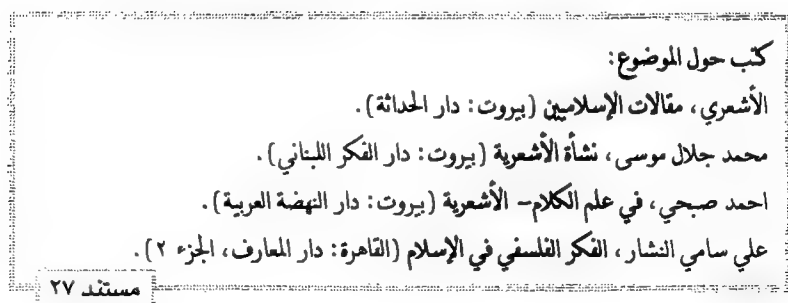 كتب حول الموضوع:
الأشعري، مقالات الإسلاميين (بيروت: دار الحداثة).
محمد جلال موسى، نشأة الأشعرية (بيروت: دار الفكر اللبناني).
احمد صبحي، في علم الكلام- الأشعرية (بيروت: دار النهضة العربية).
علي سامي النشار، الفكر الفلسفي في الإسلام (القاهرة: دار المعارف، الجزء ٢).
مستند ٢٧